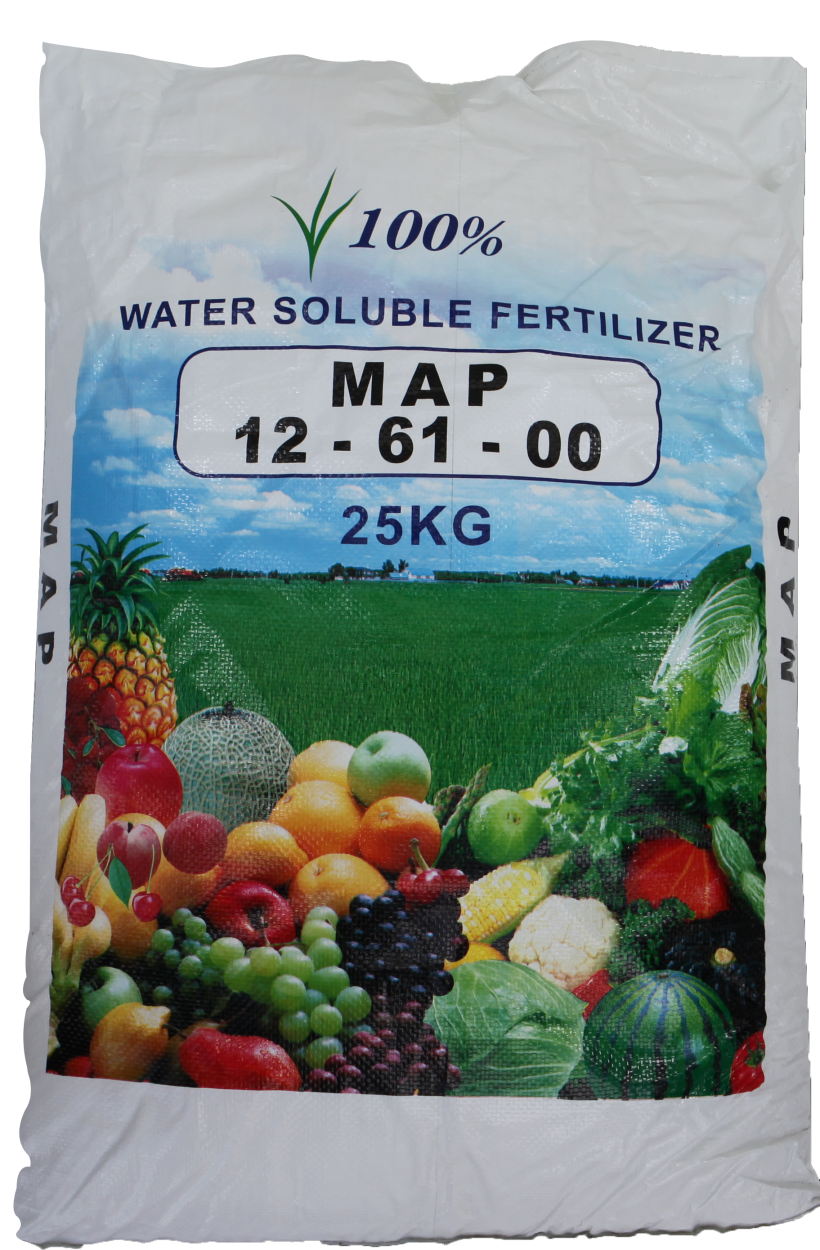 100%
WATER SOLUBLE FERTILIZER
MAP
12 - 61 - 00
25KG
MAP
MAP